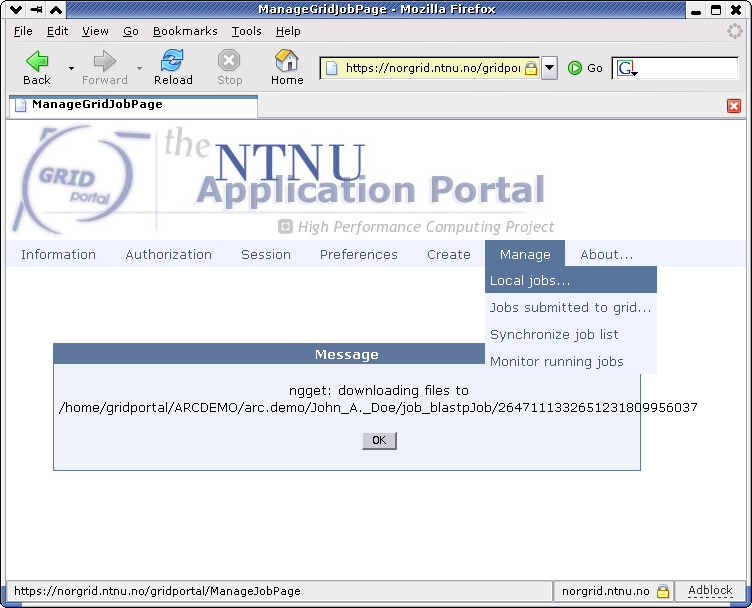 ManageGridJobPage - Mozilla Firefox
File Edit View Go Bookmarks Tools Help
Back Forward Reload Stop Home https://norgrid.ntnu.no/gridpor Go G
ManageGridJobPage
GRID portal
the NTNU
Application Portal
High Performance Computing Project
Information Authorization Session Preferences Create Manage About...
Local jobs...
Jobs submitted to grid...
Synchronize job list
Monitor running jobs
Message
ngget: downloading files to
/home/gridportal/ARCDEMO/arc.demo/John_A._Doe/job_blastpJob/2647111332651231809956037
OK
https://norgrid.ntnu.no/gridportal/ManageJobPage norgrid.ntnu.no Adblock